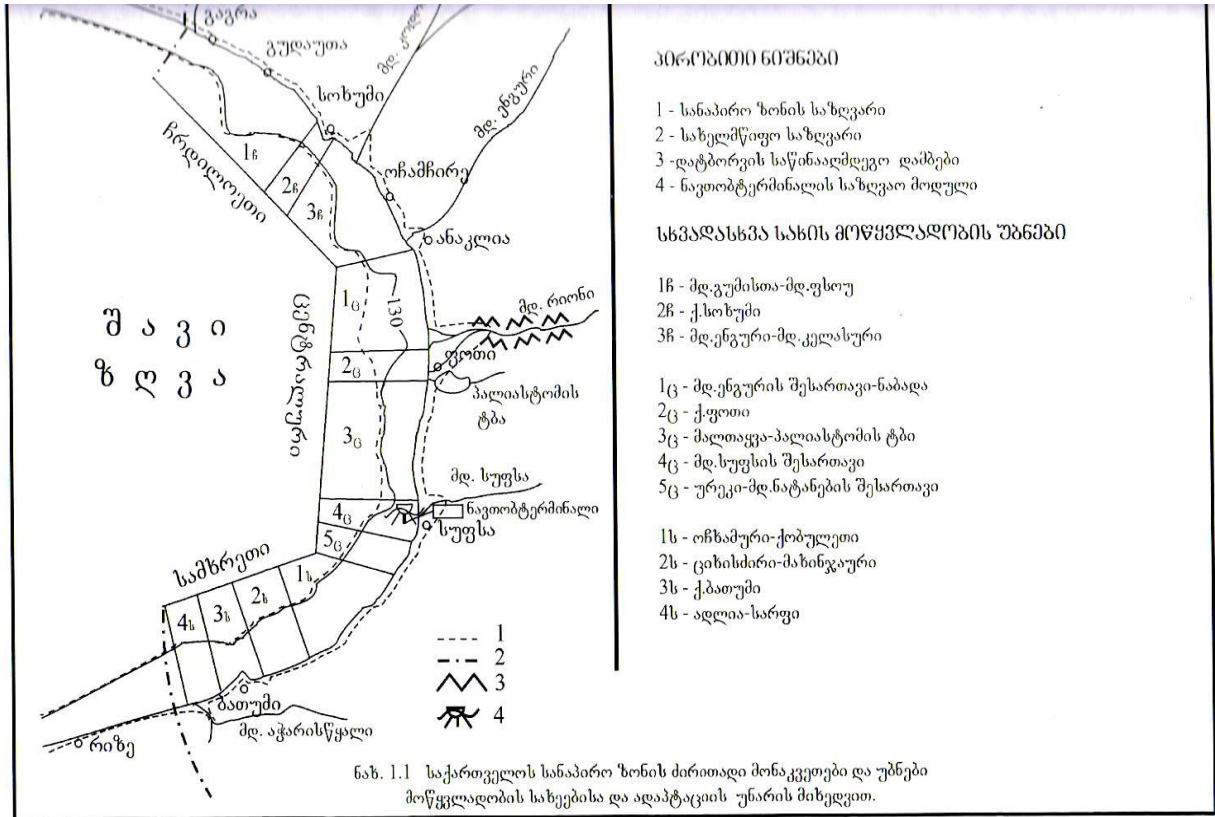 გაგრა
გუდაუთა
მდ. კოდო
სოხუმი
მდ. ენგური
ჩრდილოეთი
1ჩ
2ჩ
3ჩ
ოჩამჩირე
ანაკლია
შავი
ზღვა
ცენტრალური
1ც
130
მდ. რიონი
2ც
ფოთი
პალიასტომის
ტბა
3ც
მდ. სუფსა
4ც
ნავთობტერმინალი
სუფსა
5ც
სამხრეთი
1ს
2ს
3ს
4ს
ბათუმი
მდ. აჭარისწყალი
რიზე
1
2
3
4
პირობითი ნიშნები
1 - სანაპირო ზონის საზღვარი
2 - სახელმწიფო საზღვარი
3 -დატბორვის საწინააღმდეგო დამბები
4 - ნავთობტერმინალის საზღვაო მოდული
სხვადასხვა სახის მოწყვლადობის უბნები
1ჩ - მდ.გუმისთა-მდ.ფსოუ
2ჩ - ქ.სოხუმი
3ჩ - მდ.ენგური-მდ.კელასური
1ც - მდ.ენგურის შესართავი-ნაბადა
2ც - ქ.ფოთი
3ც - მალთაყვა-პალიასტომის ტბი
4ც - მდ.სუფსის შესართავი
5ც - ურეკი-მდ.ნატანების შესართავი
1ს - ოჩხამური-ქობულეთი
2ს - ციხისძირი-მახინჯაური
3ს - ქ.ბათუმი
4ს - ადლია-სარფი
ნახ. 1.1 საქართველოს სანაპირო ზონის ძირითადი მონაკვეთები და უბნები
მოწყვლადობის სახეებისა და ადაპტაციის უნარის მიხედვით.